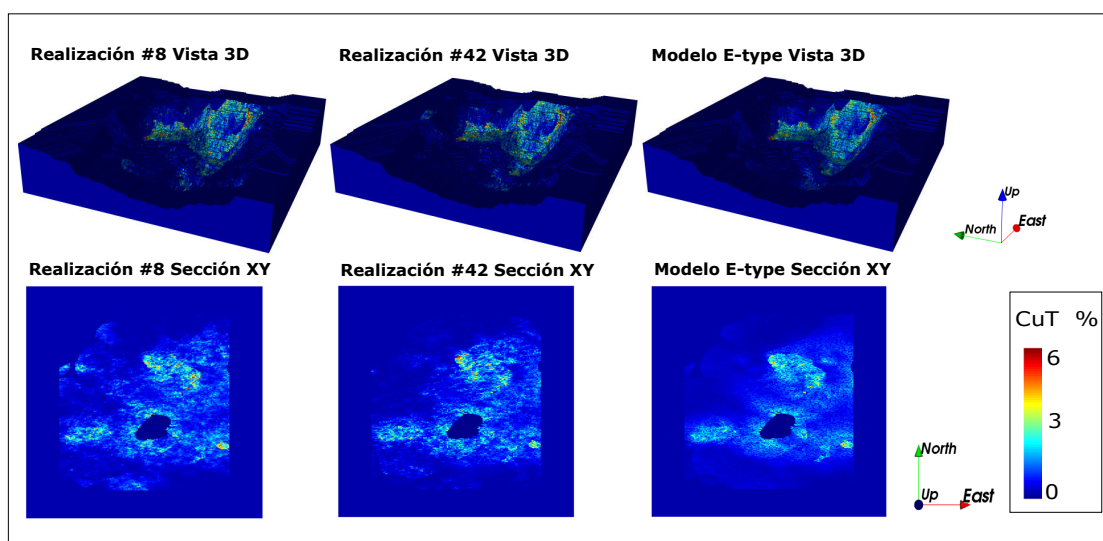 Realización #8 Vista 3D
Realización #42 Vista 3D
Modelo E-type Vista 3D
Up
North
East
Realización #8 Sección XY
Realización #42 Sección XY
Modelo E-type Sección XY
CuT %
6
3
0
North
Up
East